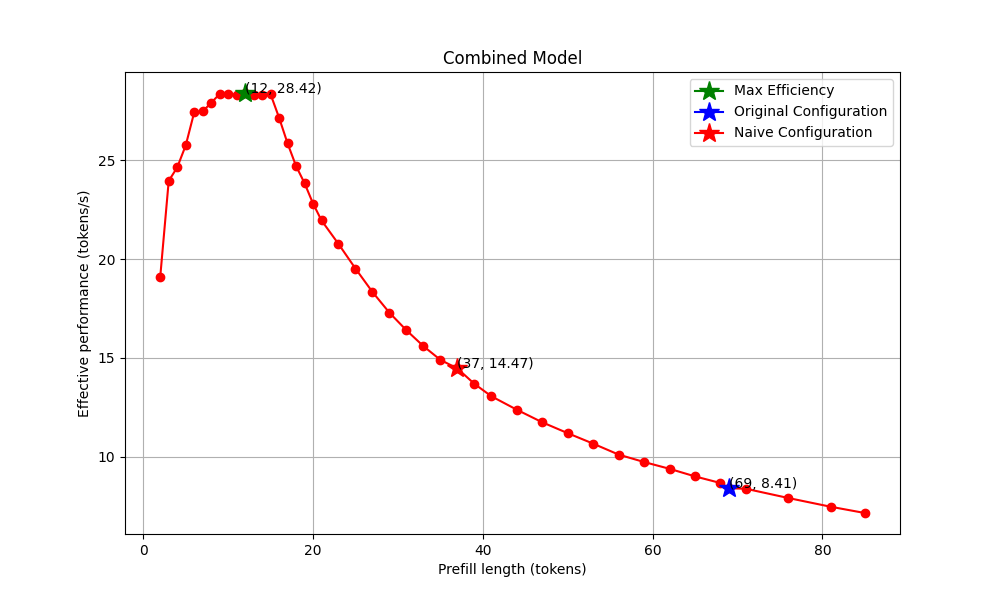 Combined Model
Effective performance (tokens/s)
25
20
15
10
(12, 28.42)
(37, 14.47)
(69, 8.41)
Max Efficiency
Original Configuration
Naive Configuration
0
20
40
60
80
Prefill length (tokens)